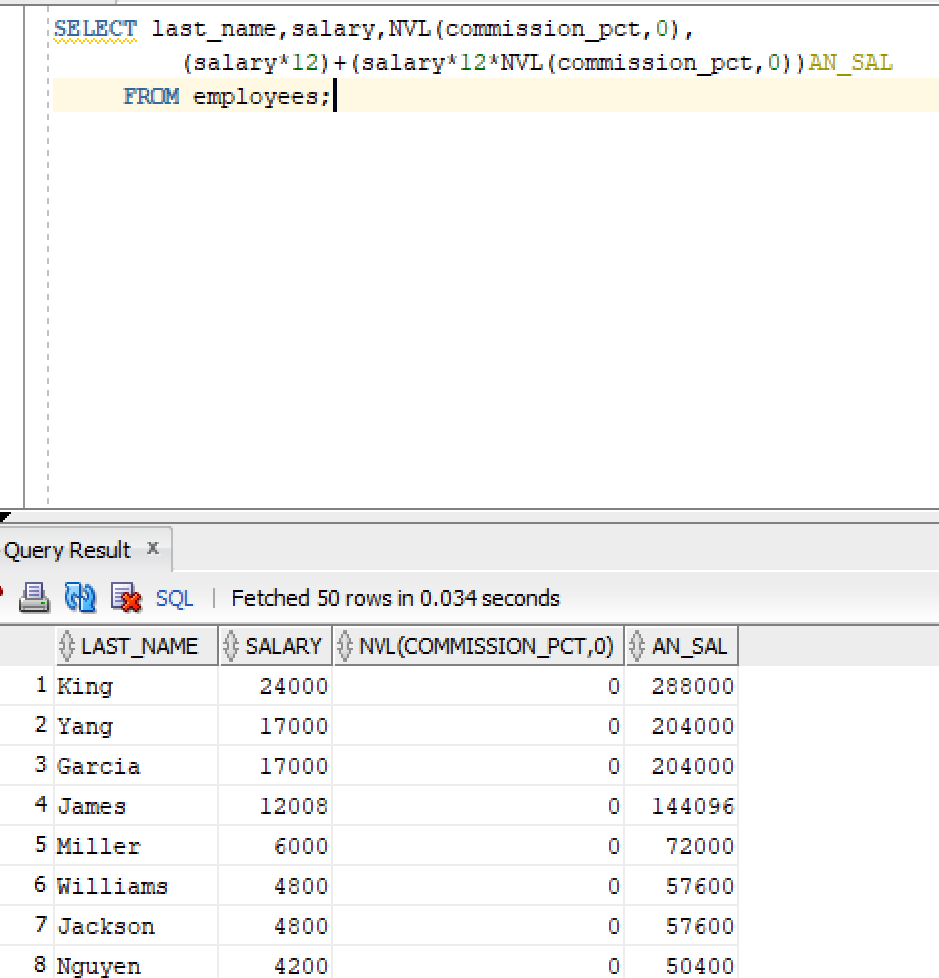 SELECT last_name,salary,NVL(commission_pct,0),
(salary*12)+(salary*12*NVL(commission_pct,0))AN_SAL
FROM employees;
Query Result x
SQL | Fetched 50 rows in 0.034 seconds
LAST_NAME SALARY NVL(COMMISSION_PCT,0) AN_SAL
1 King 24000 0 288000
2 Yang 17000 0 204000
3 Garcia 17000 0 204000
4 James 12008 0 144096
5 Miller 6000 0 72000
6 Williams 4800 0 57600
7 Jackson 4800 0 57600
8 Nguyen 4200 0 50400